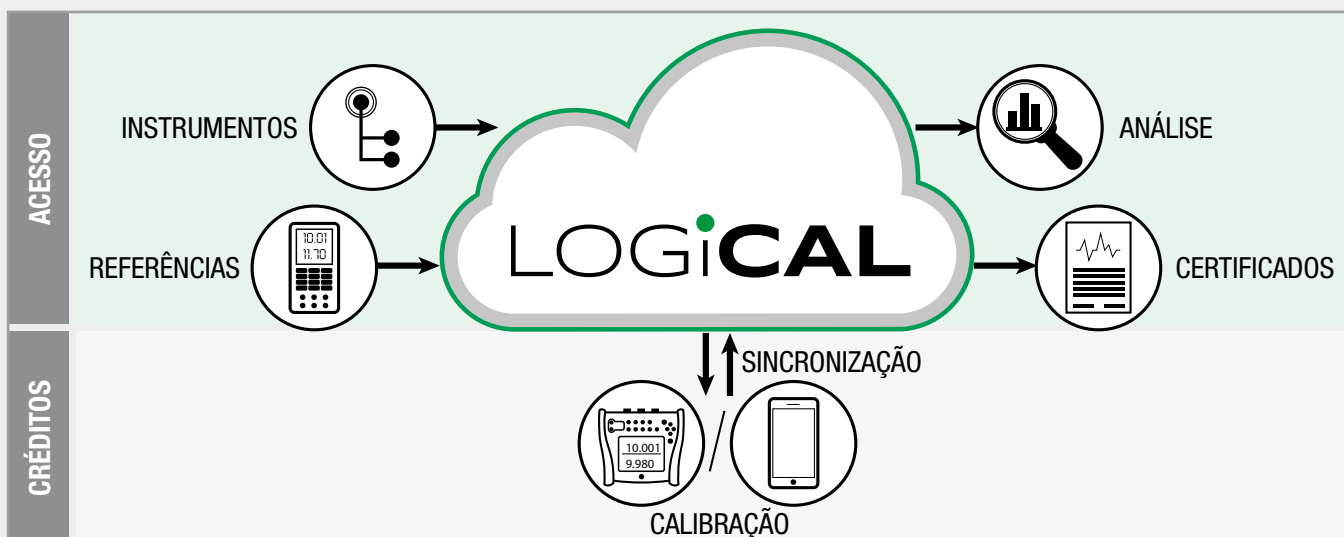 ACESSO
INSTRUMENTOS
ANÁLISE
REFERÊNCIAS
10.01
11.70
LOGiCAL
CERTIFICADOS
CRÉDITOS
SINCRONIZAÇÃO
10.001
9.980
CALIBRAÇÃO